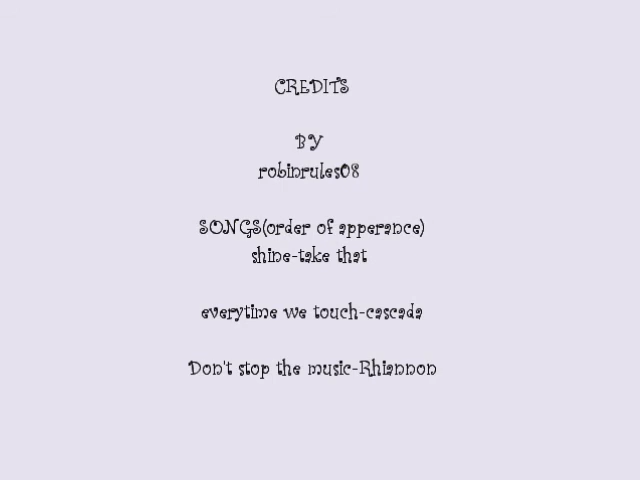 CREDITS
BY
robinrules08
SONGS(order of apperance)
shine-take that
everytime we touch-cascada
Don't stop the music-Rhiannon